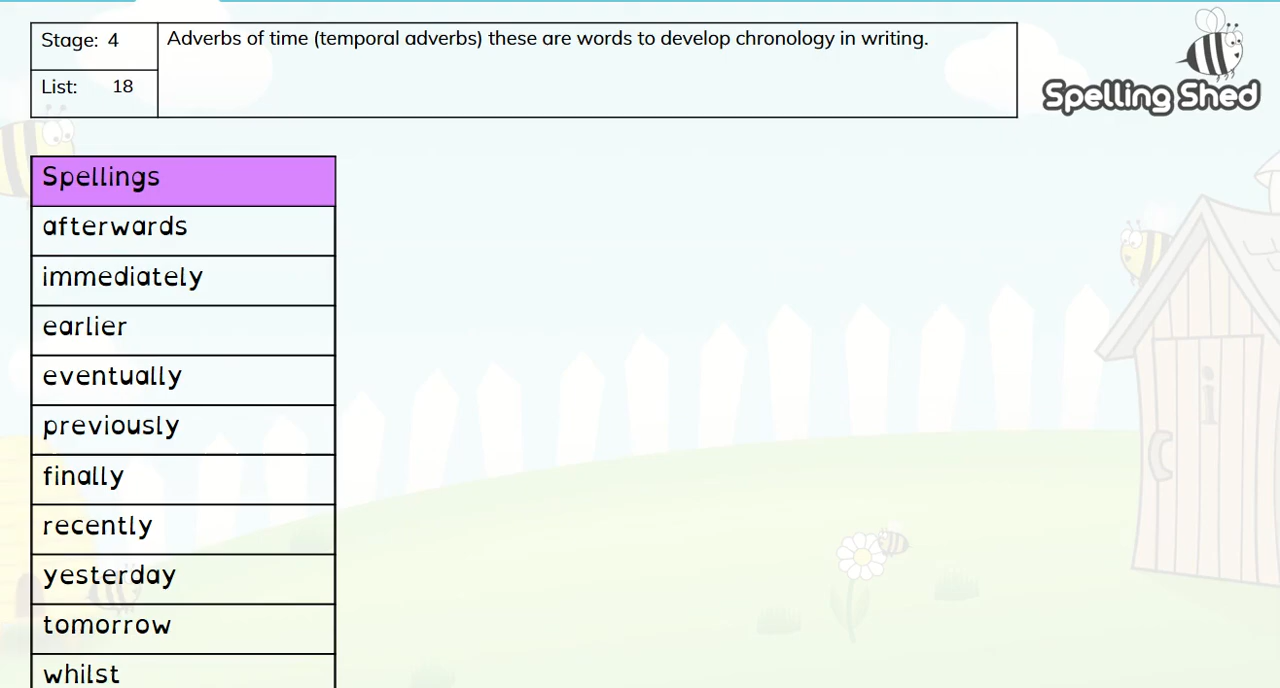 Stage: 4
Adverbs of time (temporal adverbs) these are words to develop chronology in writing.
List: 18
Spelling Shed
Spellings
afterwards
immediately
earlier
eventually
previously
finally
recently
yesterday
tomorrow
whilst